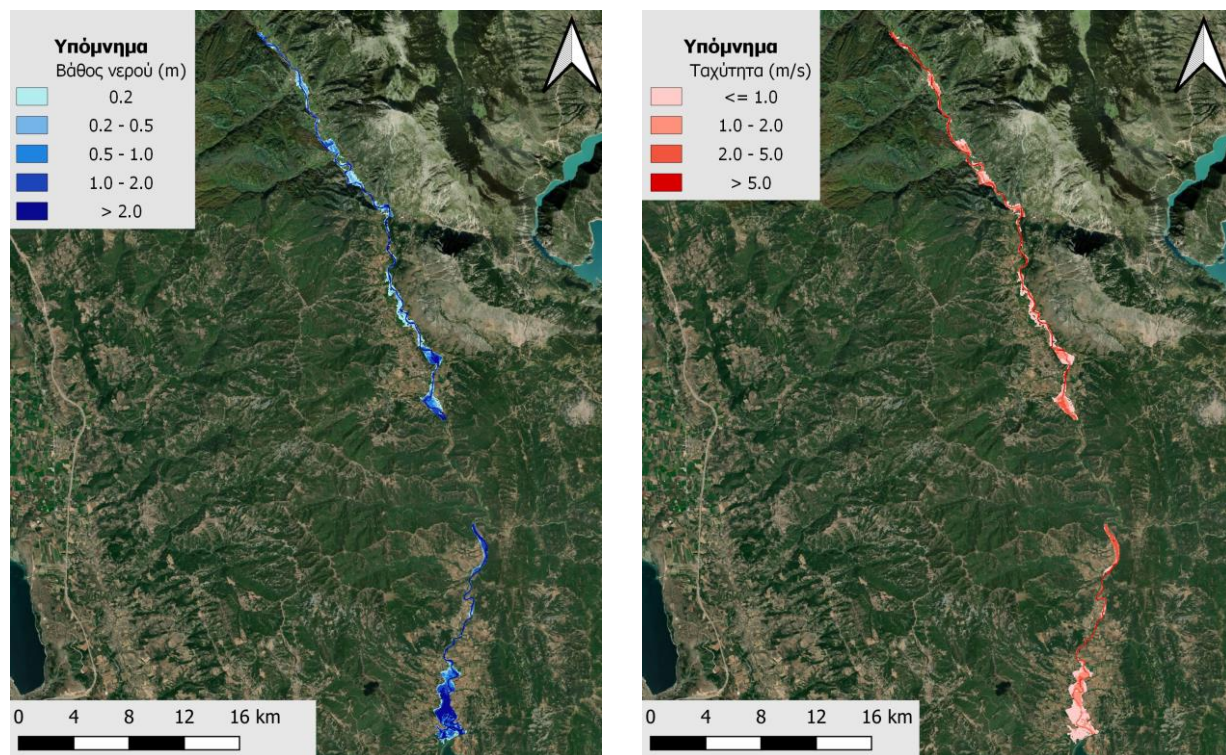 Υπόμνημα
Βάθος νερού (m)
0.2
0.2 - 0.5
0.5 - 1.0
1.0 - 2.0
> 2.0
0 4 8 12 16 km
Υπόμνημα
Ταχύτητα (m/s)
<= 1.0
1.0 - 2.0
2.0 - 5.0
> 5.0
0 4 8 12 16 km